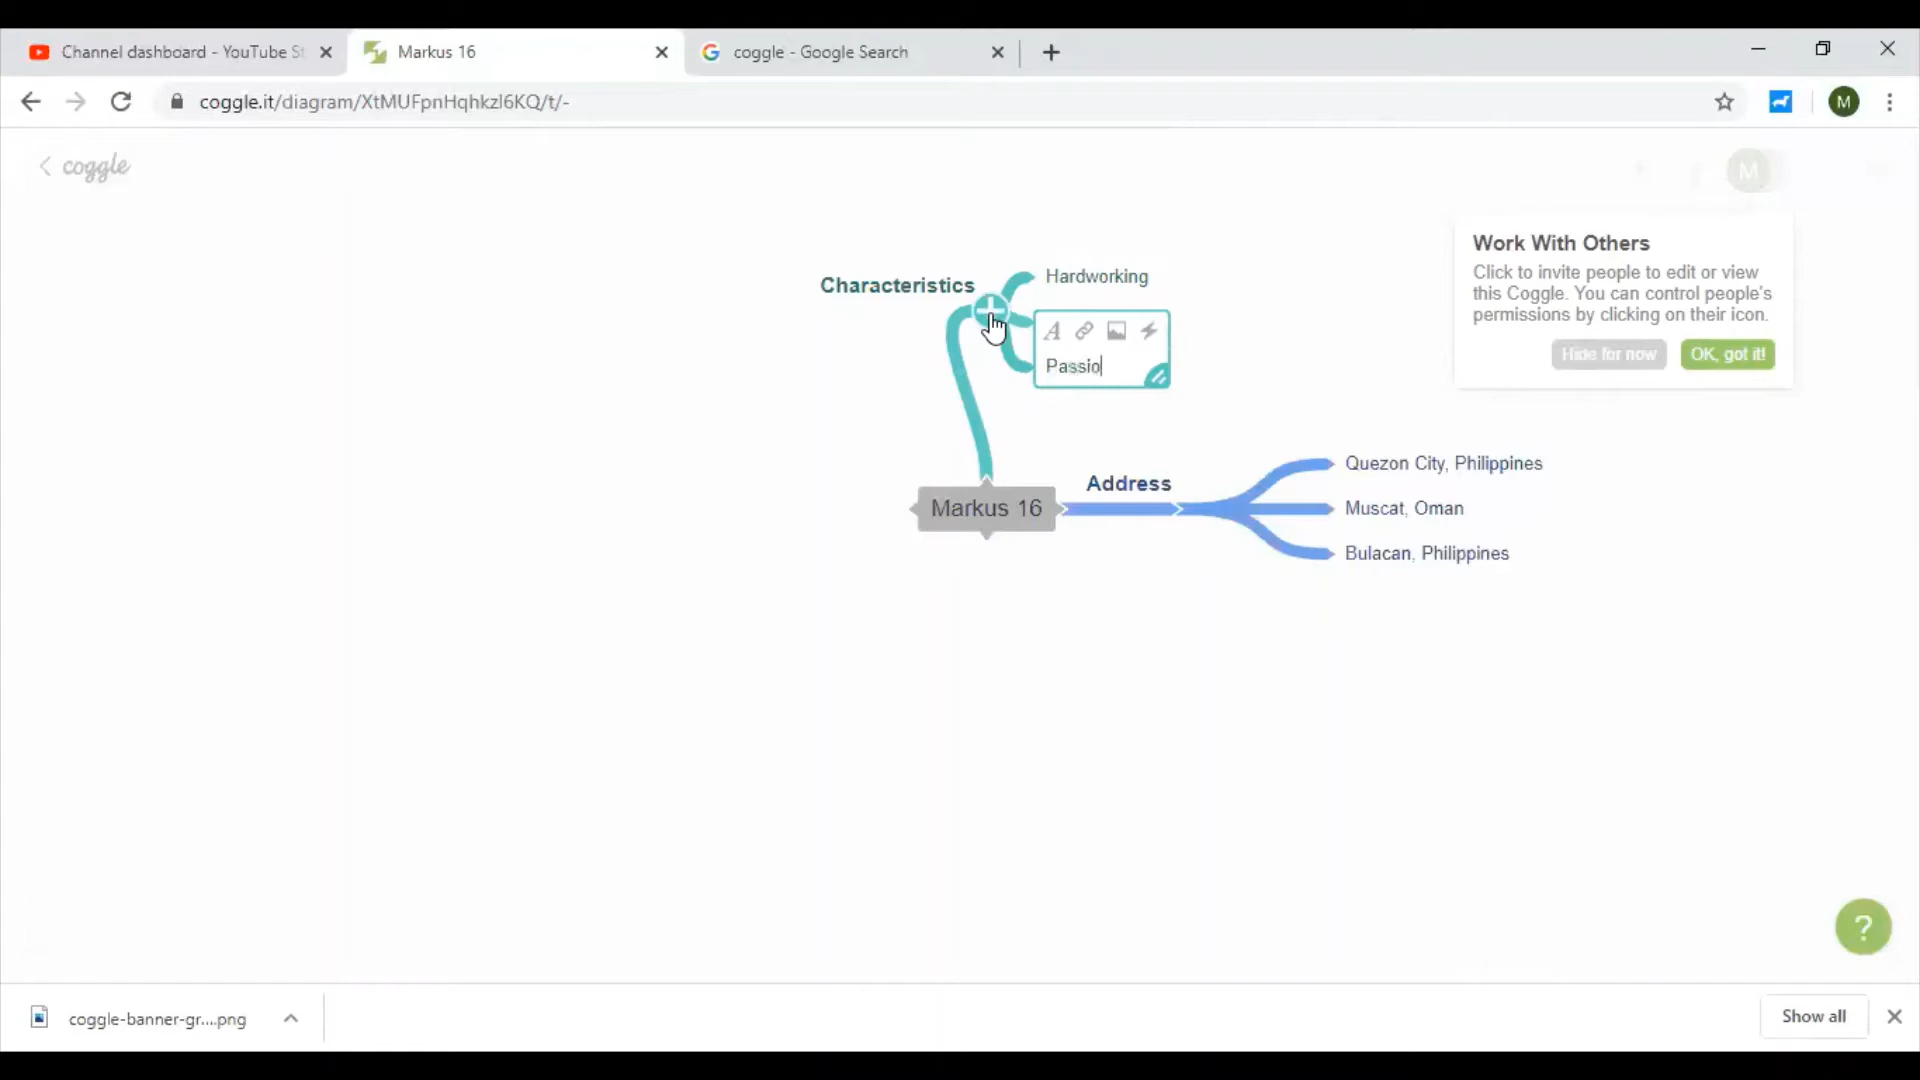 Channel dashboard - YouTube St
Markus 16
coggle - Google Search
coggle.it/diagram/XtMUFpnHqhkzl6KQ/t/-
M
coggle
M
Work With Others
Click to invite people to edit or view
this Coggle. You can control people's
permissions by clicking on their icon.
Hide for now
OK, got it!
Characteristics
Hardworking
A
Passio
Markus 16
Address
Quezon City, Philippines
Muscat, Oman
Bulacan, Philippines
?
coggle-banner-gr....png
Show all